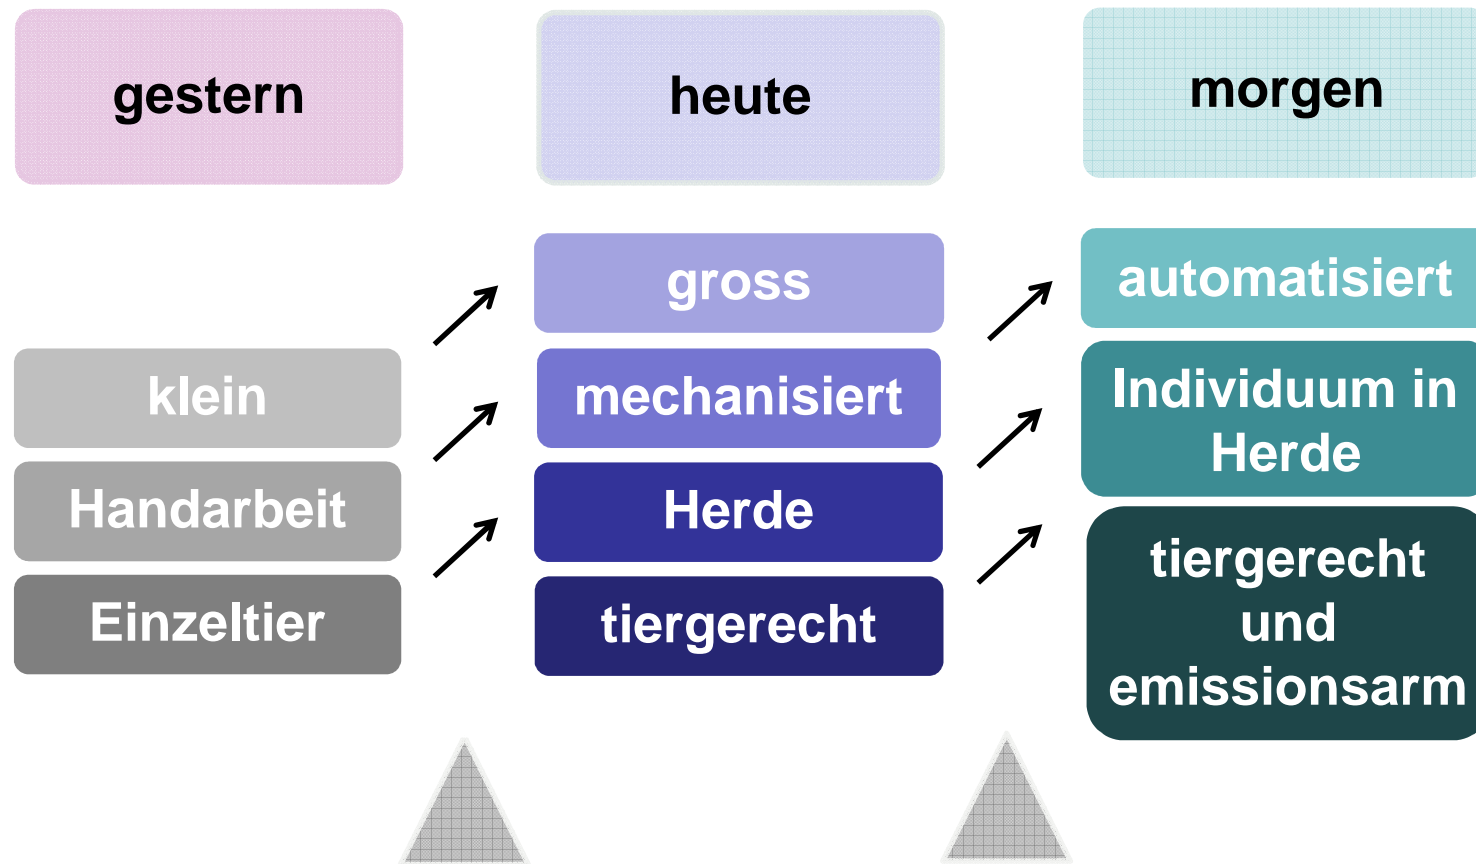 gestern
heute
morgen
klein
Handarbeit
Einzeltier
gross
mechanisiert
Herde
tiergerecht
automatisiert
Individuum in
Herde
tiergerecht
und
emissionsarm